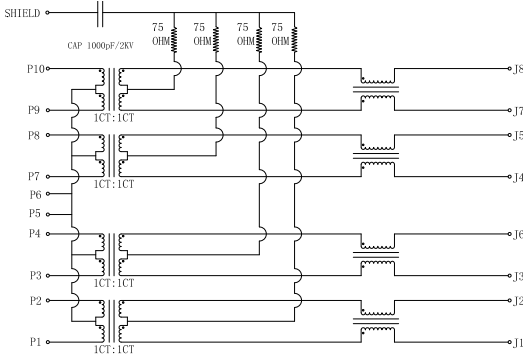 SHIELD
75 OHM
75 OHM
75 OHM
75 OHM
CAP 1000pF/2KV
P10
J8
P9
J7
1CT:1CT
P8
J5
P7
J4
1CT:1CT
P6
P5
P4
J6
P3
J3
1CT:1CT
P2
J2
P1
J1
1CT:1CT